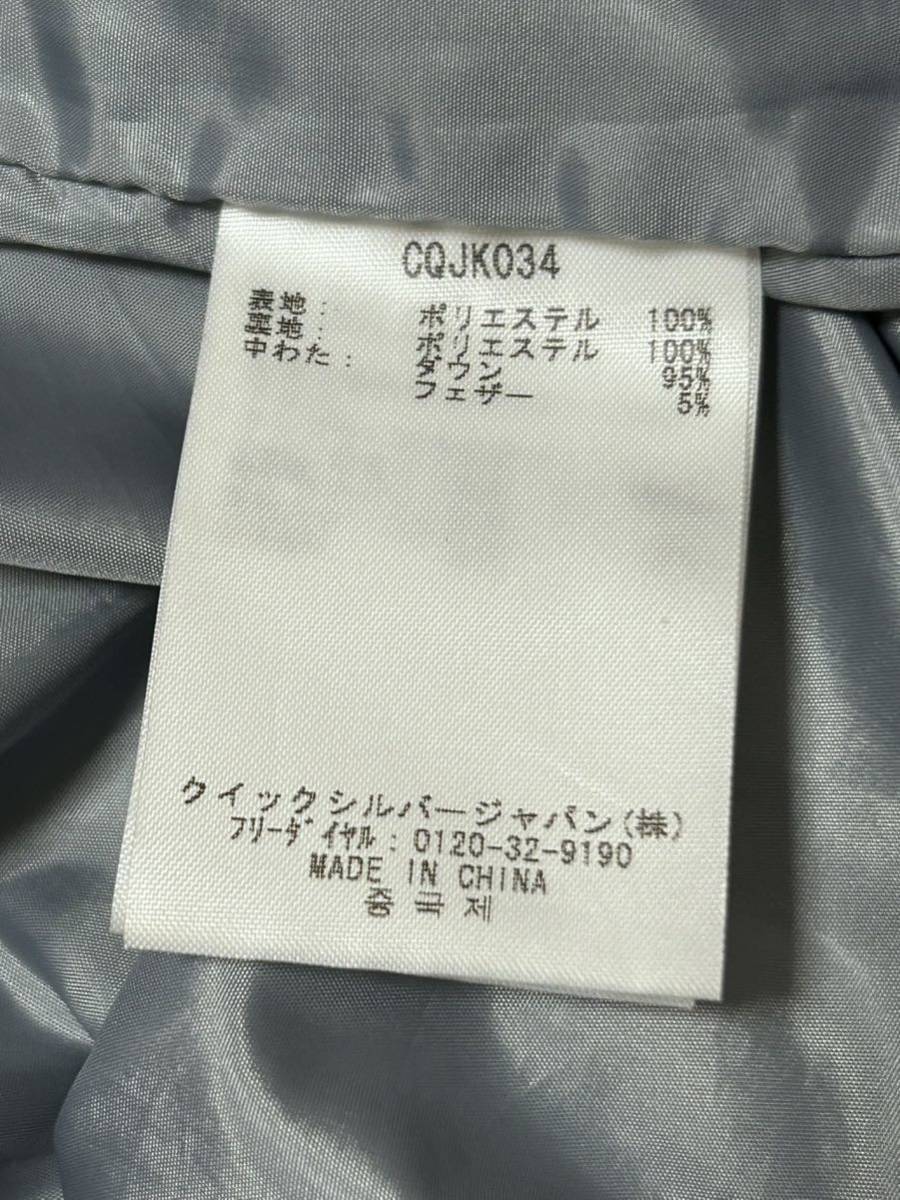 CQJK034
表地： ポリエステル 100%
裏地： ポリエステル 100%
中わた： ダウン 95%
フェザー 5%
クイックシルバージャパン(株)
フリーダイヤル：0120-32-9190
MADE IN CHINA
중국제